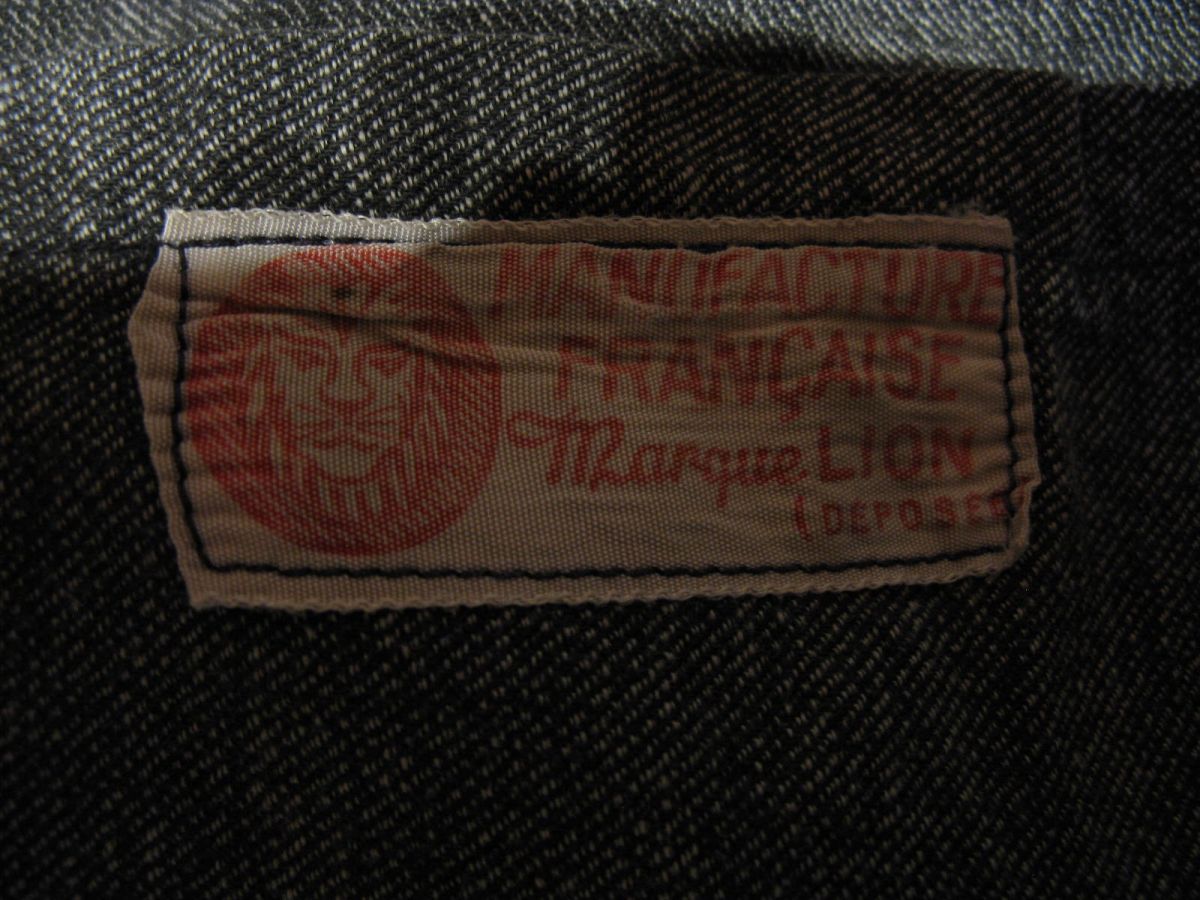 MANUFACTURE
FRANÇAISE
Marque LION
(DEPOSEE)